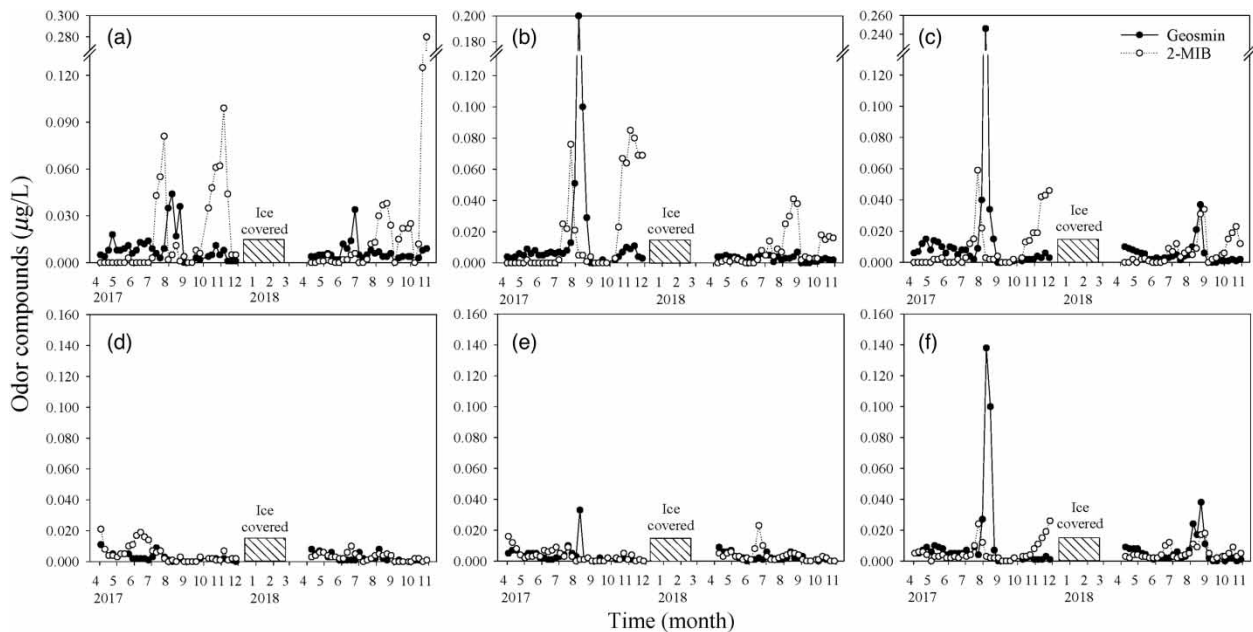 Odor compounds (µg/L)
(a)
0.300
0.280
0.120
0.090
0.060
0.030
0.000
Ice
covered
4 5 6 7 8 9 10 11 12 1 2 3 4 5 6 7 8 9 10 11
2017 2018
(b)
0.200
0.180
0.120
0.090
0.060
0.030
0.000
Ice
covered
4 5 6 7 8 9 10 11 12 1 2 3 4 5 6 7 8 9 10 11
2017 2018
(c)
Geosmin
2-MIB
0.260
0.240
0.120
0.090
0.060
0.030
0.000
Ice
covered
4 5 6 7 8 9 10 11 12 1 2 3 4 5 6 7 8 9 10 11
2017 2018
(d)
0.160
0.140
0.120
0.100
0.080
0.060
0.040
0.020
0.000
Ice
covered
4 5 6 7 8 9 10 11 12 1 2 3 4 5 6 7 8 9 10 11
2017 2018
(e)
0.160
0.140
0.120
0.100
0.080
0.060
0.040
0.020
0.000
Ice
covered
4 5 6 7 8 9 10 11 12 1 2 3 4 5 6 7 8 9 10 11
2017 2018
(f)
0.160
0.140
0.120
0.100
0.080
0.060
0.040
0.020
0.000
Ice
covered
4 5 6 7 8 9 10 11 12 1 2 3 4 5 6 7 8 9 10 11
2017 2018
Time (month)